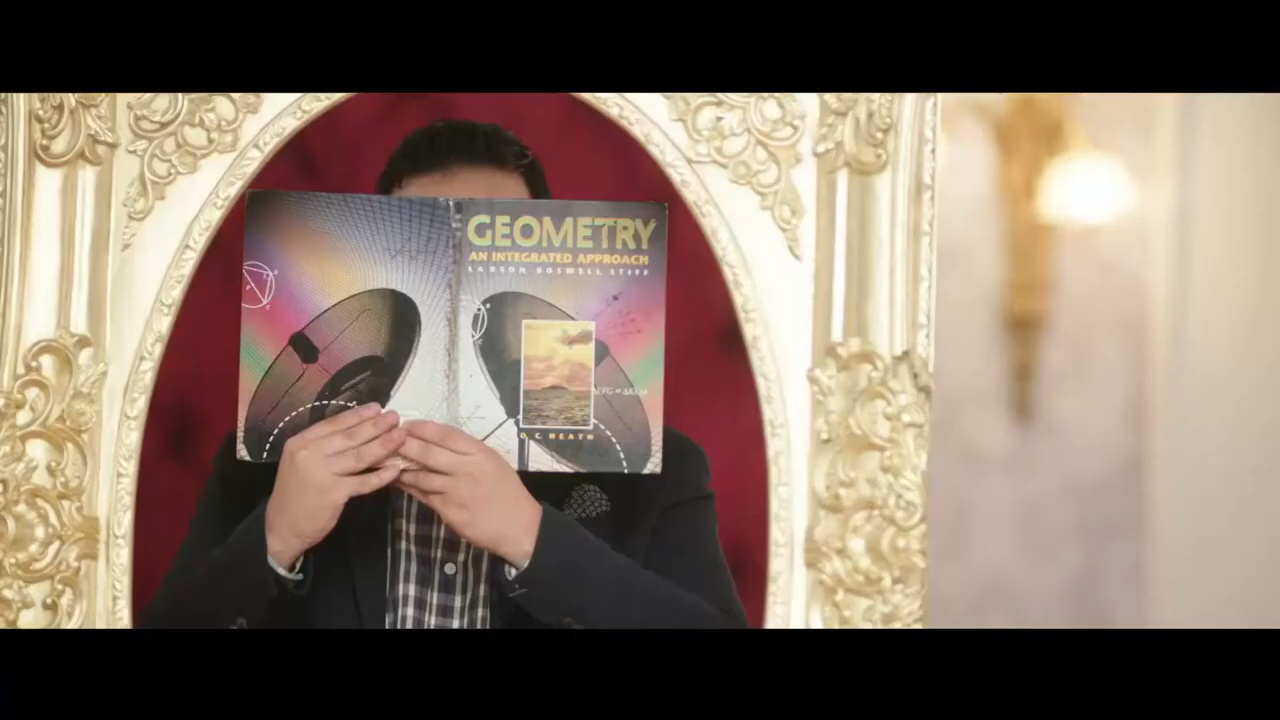 GEOMETRY
AN INTEGRATED APPROACH
LARSON BOSWELL STIFF
D.C. HEATH